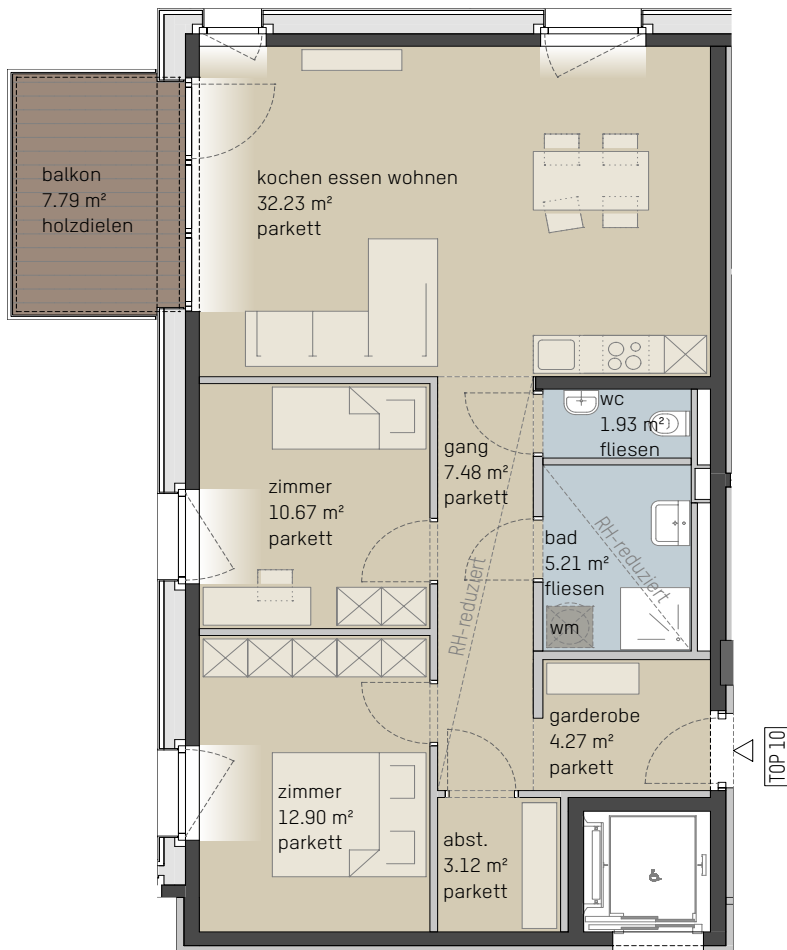 balkon
7.79 m²
holzdielen
kochen essen wohnen
32.23 m²
parkett
wc
1.93 m²
fliesen
gang
7.48 m²
parkett
zimmer
10.67 m²
parkett
bad
5.21 m²
fliesen
RH-reduziert
RH-reduziert
wm
garderobe
4.27 m²
parkett
TOP 10
zimmer
12.90 m²
parkett
abst.
3.12 m²
parkett